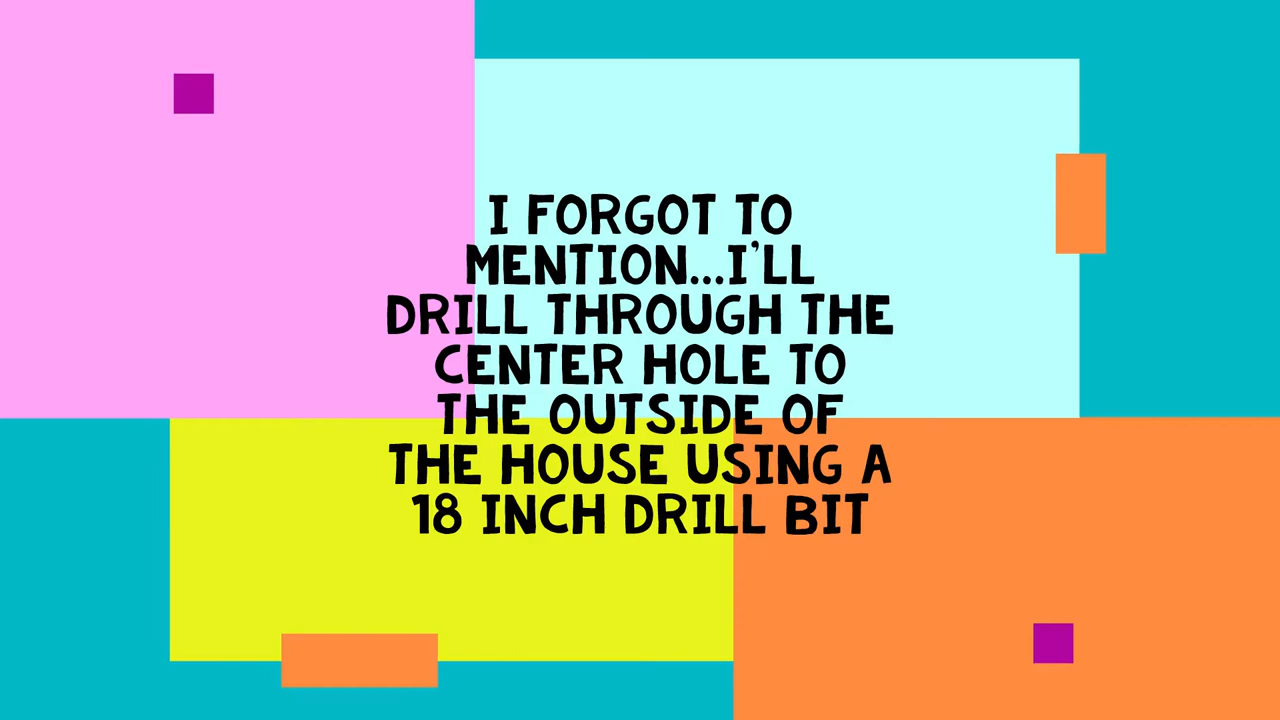 I FORGOT TO
MENTION...I'LL
DRILL THROUGH THE
CENTER HOLE TO
THE OUTSIDE OF
THE HOUSE USING A
18 INCH DRILL BIT